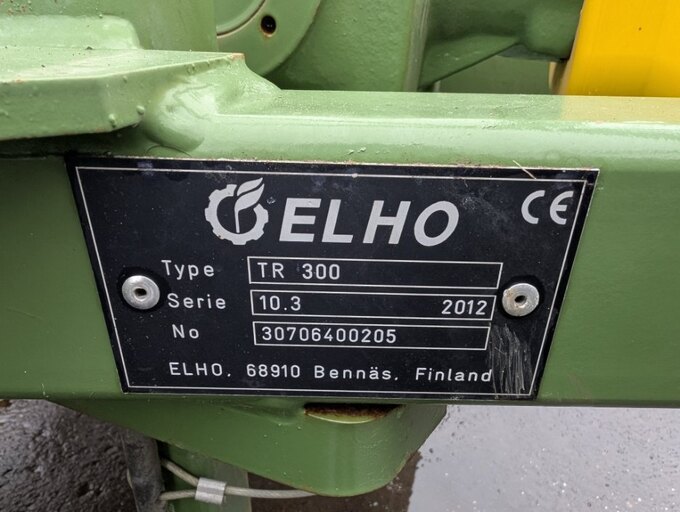 ELHO CE
Type TR 300
Serie 10.3 2012
No 30706400205
ELHO, 68910 Bennäs, Finland